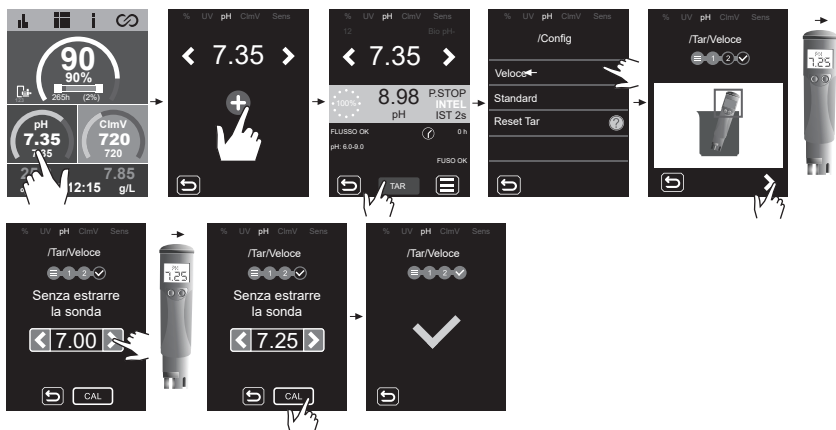 90
90%
265h (2%)
pH
7.35
7.35
ClmV
720
720
7.85
12:15 g/L
% UV pH ClmV Sens
7.35
% UV pH ClmV Sens
12 Bio pH-
7.35
100%
8.98
pH
P.STOP
INTEL
IST 2s
FLUSSO OK 0 h
pH: 6.0-9.0
FUSO OK
TAR
% UV pH ClmV Sens
/Config
Veloce
Standard
Reset Tar ?
% UV pH ClmV Sens
/Tar/Veloce
1 2
PH
7.25
% UV pH ClmV Sens
/Tar/Veloce
1 2
Senza estrarre
la sonda
7.00
CAL
PH
7.25
% UV pH ClmV Sens
/Tar/Veloce
1 2
Senza estrarre
la sonda
7.25
CAL
% UV pH ClmV Sens
/Tar/Veloce
1 2